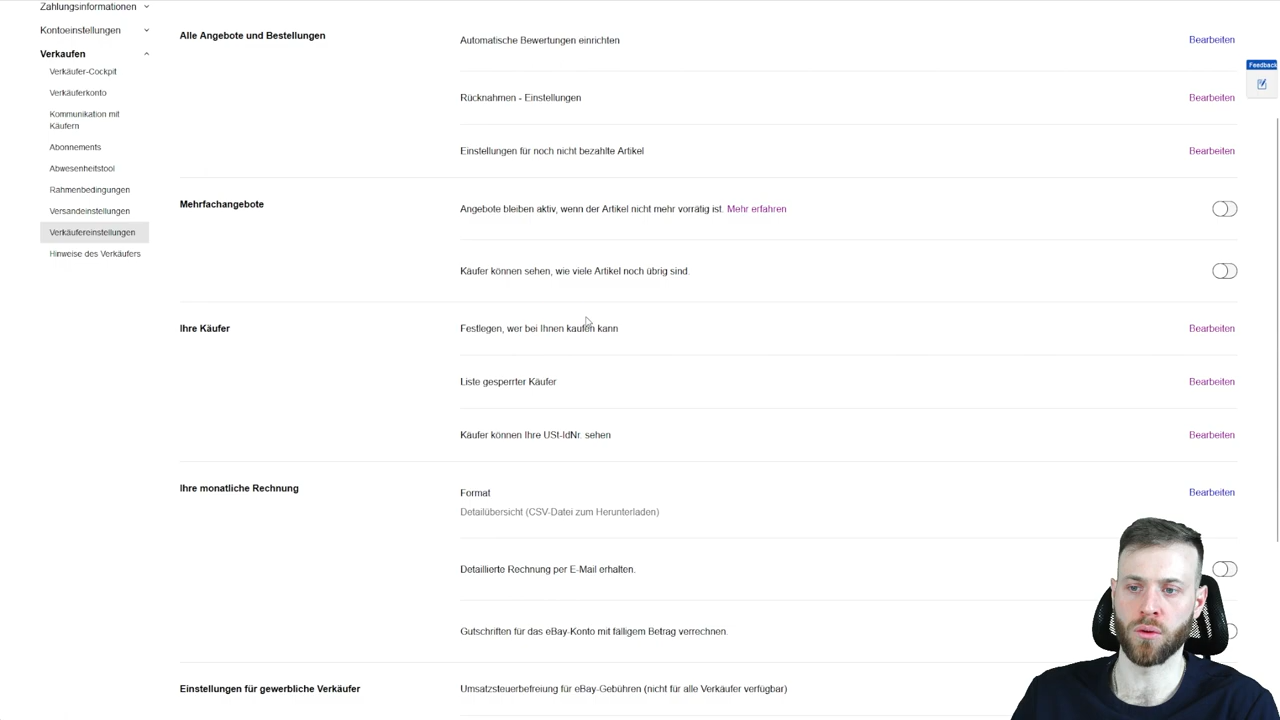 Zahlungsinformationen
Kontoeinstellungen
Verkaufen
Verkäufer-Cockpit
Verkäuferkonto
Kommunikation mit
Käufern
Abonnements
Abwesenheitstool
Rahmenbedingungen
Versandeinstellungen
Verkäufereinstellungen
Hinweise des Verkäufers
Alle Angebote und Bestellungen
Automatische Bewertungen einrichten
Bearbeiten
Rücknahmen - Einstellungen
Bearbeiten
Einstellungen für noch nicht bezahlte Artikel
Bearbeiten
Mehrfachangebote
Angebote bleiben aktiv, wenn der Artikel nicht mehr vorrätig ist. Mehr erfahren
Käufer können sehen, wie viele Artikel noch übrig sind.
Ihre Käufer
Festlegen, wer bei Ihnen kaufen kann
Bearbeiten
Liste gesperrter Käufer
Bearbeiten
Käufer können Ihre USt-IdNr. sehen
Bearbeiten
Ihre monatliche Rechnung
Format
Bearbeiten
Detailübersicht (CSV-Datei zum Herunterladen)
Detaillierte Rechnung per E-Mail erhalten.
Gutschriften für das eBay-Konto mit fälligem Betrag verrechnen.
Einstellungen für gewerbliche Verkäufer
Umsatzsteuerbefreiung für eBay-Gebühren (nicht für alle Verkäufer verfügbar)
Feedback